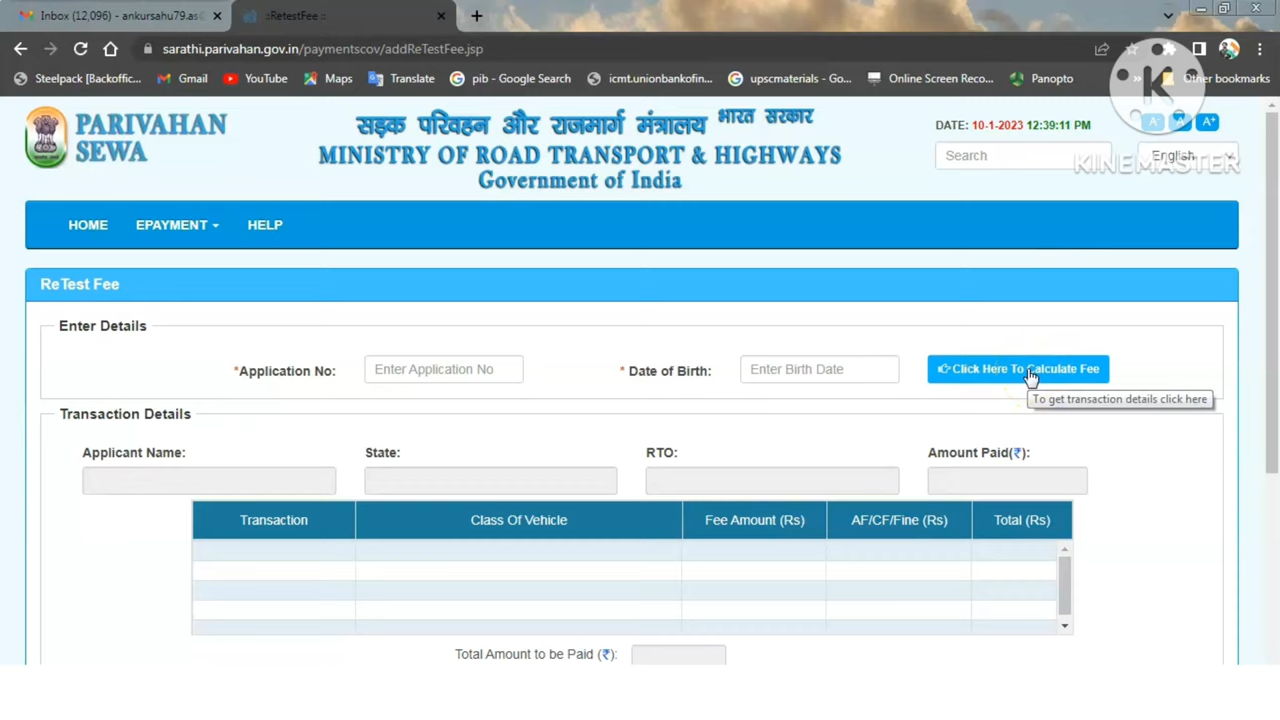 Inbox (12,096) - ankursahu79.as
::RetestFee ::
sarathi.parivahan.gov.in/paymentscov/addReTestFee.jsp
Steelpack [Backoffic... Gmail YouTube Maps Translate pib - Google Search icmt.unionbankofin... upscmaterials - Go... Online Screen Reco... Panopto » Other bookmarks
K
KINEMASTER
PARIVAHAN
SEWA
सड़क परिवहन और राजमार्ग मंत्रालय भारत सरकार
MINISTRY OF ROAD TRANSPORT & HIGHWAYS
Government of India
DATE: 10-1-2023 12:39:11 PM
A- A A+
Search
English
HOME EPAYMENT HELP
ReTest Fee
Enter Details
*Application No: Enter Application No * Date of Birth: Enter Birth Date Click Here To Calculate Fee
To get transaction details click here
Transaction Details
Applicant Name: State: RTO: Amount Paid(₹):
Transaction Class Of Vehicle Fee Amount (Rs) AF/CF/Fine (Rs) Total (Rs)
Total Amount to be Paid (₹):